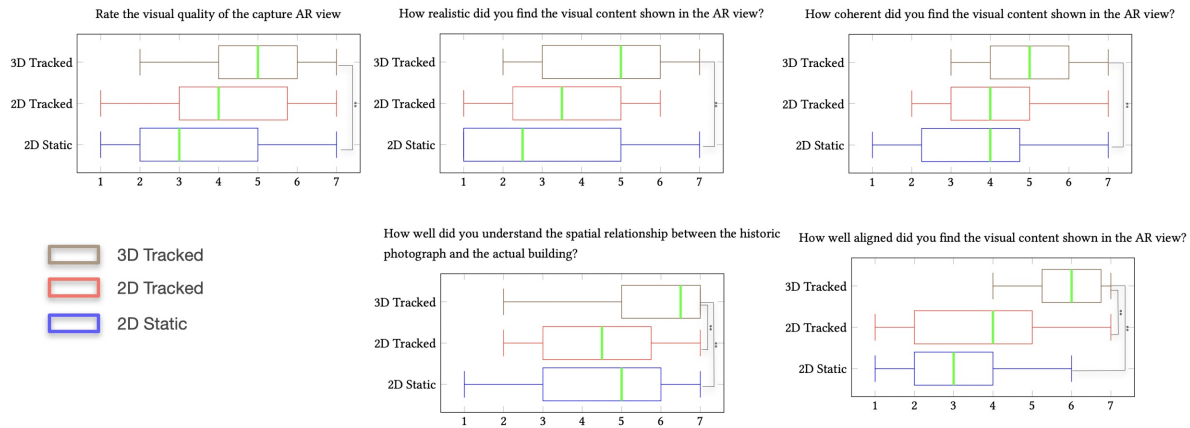 Rate the visual quality of the capture AR view
3D Tracked
2D Tracked
2D Static
1 2 3 4 5 6 7
**
How realistic did you find the visual content shown in the AR view?
3D Tracked
2D Tracked
2D Static
1 2 3 4 5 6 7
**
How coherent did you find the visual content shown in the AR view?
3D Tracked
2D Tracked
2D Static
1 2 3 4 5 6 7
**
3D Tracked
2D Tracked
2D Static
How well did you understand the spatial relationship between the historic
photograph and the actual building?
3D Tracked
2D Tracked
2D Static
1 2 3 4 5 6 7
**
**
How well aligned did you find the visual content shown in the AR view?
3D Tracked
2D Tracked
2D Static
1 2 3 4 5 6 7
**
**